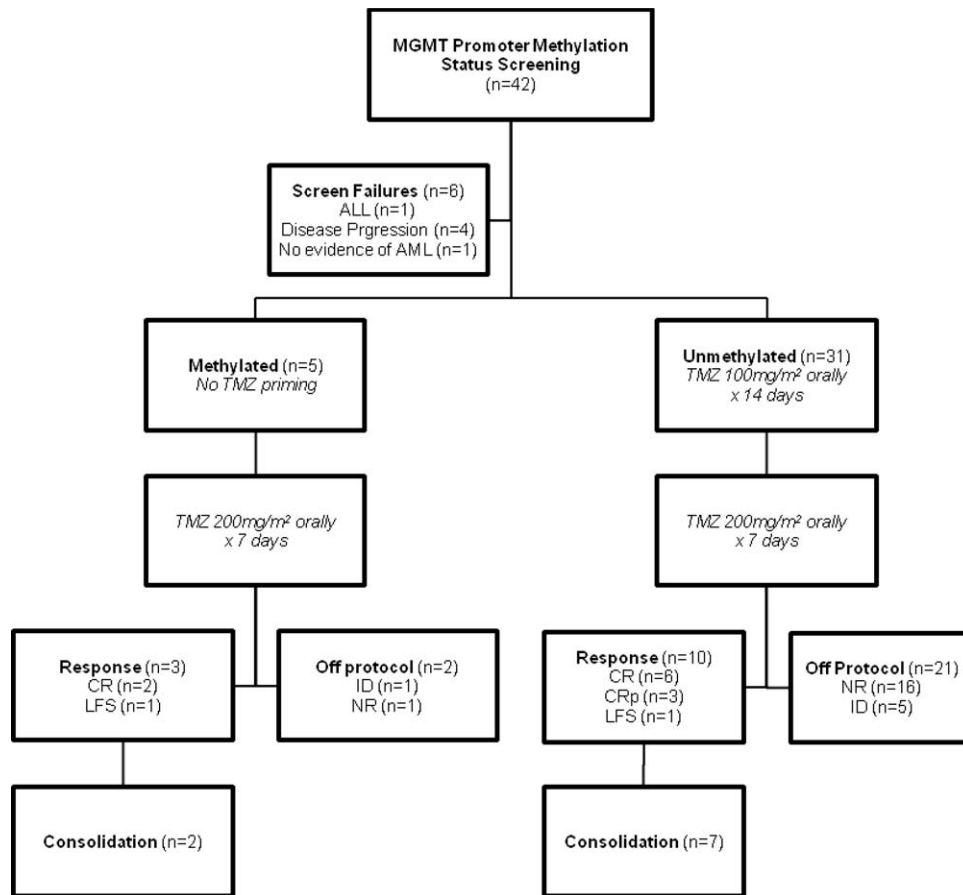 MGMT Promoter Methylation
Status Screening
(n=42)
Screen Failures (n=6)
ALL (n=1)
Disease Prgression (n=4)
No evidence of AML (n=1)
Methylated (n=5)
No TMZ priming
Unmethylated (n=31)
TMZ 100mg/m² orally
x 14 days
TMZ 200mg/m² orally
x 7 days
TMZ 200mg/m² orally
x 7 days
Response (n=3)
CR (n=2)
LFS (n=1)
Off protocol (n=2)
ID (n=1)
NR (n=1)
Response (n=10)
CR (n=6)
CRp (n=3)
LFS (n=1)
Off Protocol (n=21)
NR (n=16)
ID (n=5)
Consolidation (n=2)
Consolidation (n=7)